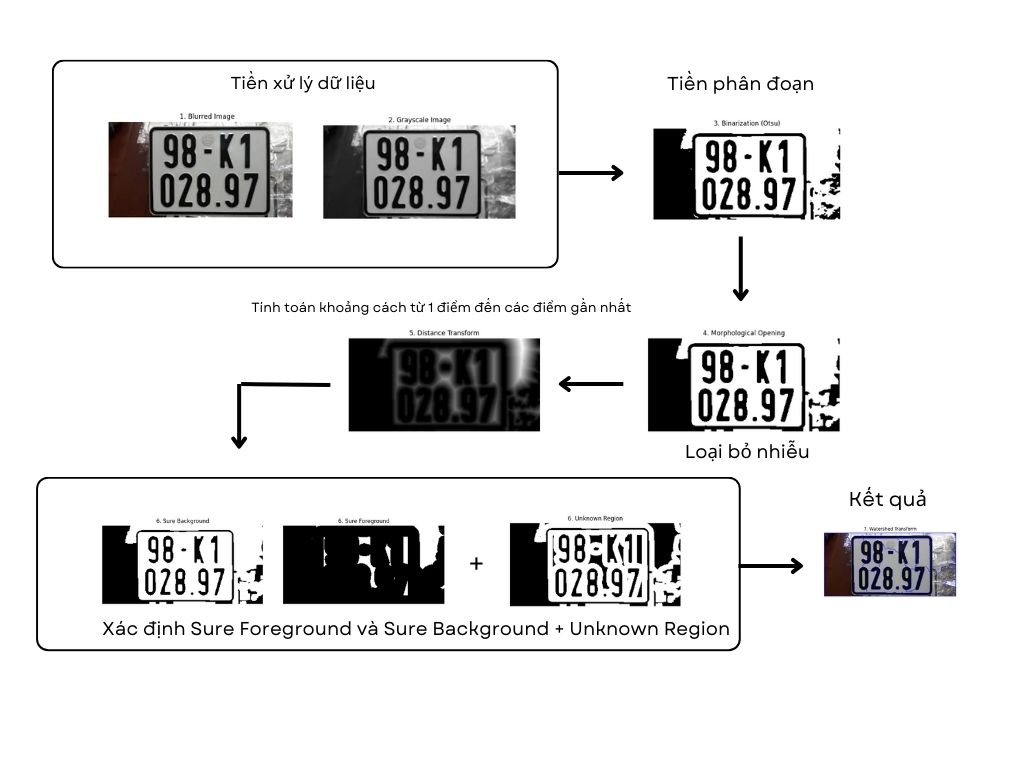 Tiền xử lý dữ liệu
1. Blurred Image
98-K1
028.97
2. Grayscale Image
98-K1
028.97
Tiền phân đoạn
3. Binarization (Otsu)
98-K1
028.97
Tính toán khoảng cách từ 1 điểm đến các điểm gần nhất
5. Distance Transform
98-K1
028.97
4. Morphological Opening
98-K1
028.97
Loại bỏ nhiễu
6. Sure Background
98-K1
028.97
6. Sure Foreground
+
6. Unknown Region
98-K1
028.97
Xác định Sure Foreground và Sure Background + Unknown Region
Kết quả
7. Watershed Transform
98-K1
028.97